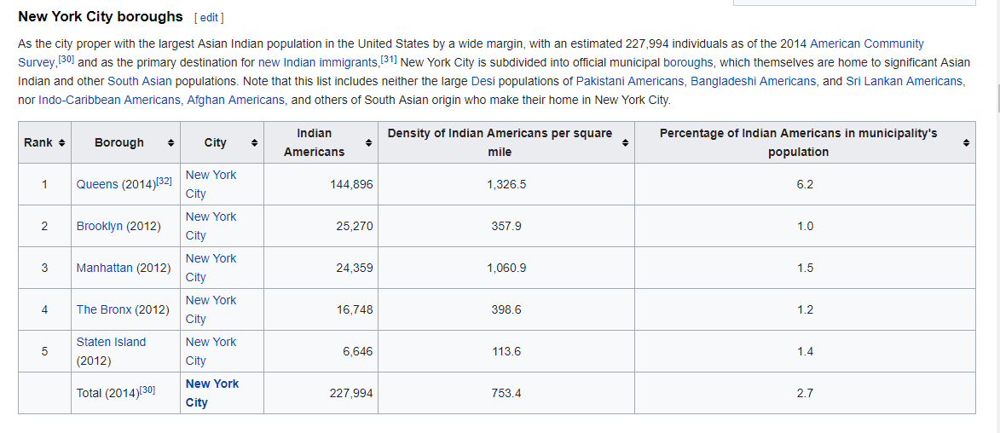 New York City boroughs [ edit ]
As the city proper with the largest Asian Indian population in the United States by a wide margin, with an estimated 227,994 individuals as of the 2014 American Community
Survey,[30] and as the primary destination for new Indian immigrants,[31] New York City is subdivided into official municipal boroughs, which themselves are home to significant Asian
Indian and other South Asian populations. Note that this list includes neither the large Desi populations of Pakistani Americans, Bangladeshi Americans, and Sri Lankan Americans,
nor Indo-Caribbean Americans, Afghan Americans, and others of South Asian origin who make their home in New York City.
Rank Borough City Indian Americans Density of Indian Americans per square mile Percentage of Indian Americans in municipality's population
1 Queens (2014)[32] New York City 144,896 1,326.5 6.2
2 Brooklyn (2012) New York City 25,270 357.9 1.0
3 Manhattan (2012) New York City 24,359 1,060.9 1.5
4 The Bronx (2012) New York City 16,748 398.6 1.2
5 Staten Island (2012) New York City 6,646 113.6 1.4
Total (2014)[30] New York City 227,994 753.4 2.7